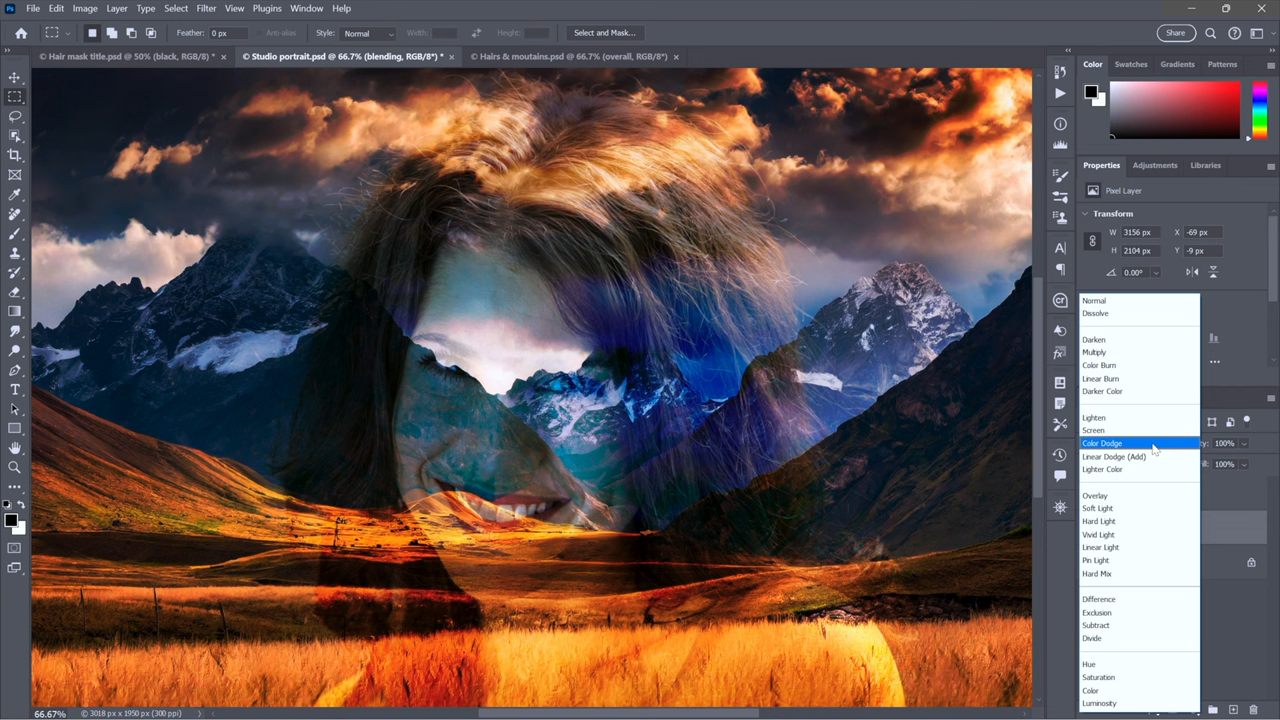 Ps File Edit Image Layer Type Select Filter View Plugins Window Help
Feather: 0 px Anti-alias Style: Normal Width: Height: Select and Mask... Share
© Hair mask title.psd @ 50% (black, RGB/8) * × © Studio portrait.psd @ 66.7% (blending, RGB/8*) * × © Hairs & moutains.psd @ 66.7% (overall, RGB/8*) ×
Color Swatches Gradients Patterns
Properties Adjustments Libraries
Pixel Layer
Transform
W 3156 px X -69 px
H 2104 px Y -9 px
0.00°
Normal
Dissolve
Darken
Multiply
Color Burn
Linear Burn
Darker Color
Lighten
Screen
Color Dodge
100%
Linear Dodge (Add)
100%
Lighter Color
Overlay
Soft Light
Hard Light
Vivid Light
Linear Light
Pin Light
Hard Mix
Difference
Exclusion
Subtract
Divide
Hue
Saturation
Color
Luminosity
66.67% © 3018 px x 1950 px (300 ppi)